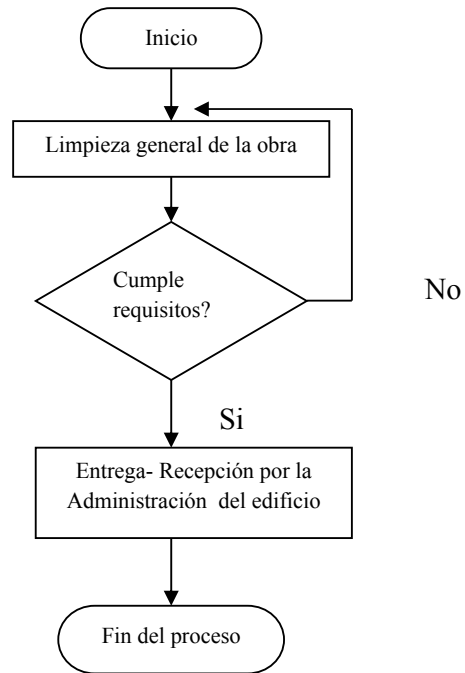 Inicio
Limpieza general de la obra
Cumple
requisitos?
No
Si
Entrega- Recepción por la
Administración del edificio
Fin del proceso